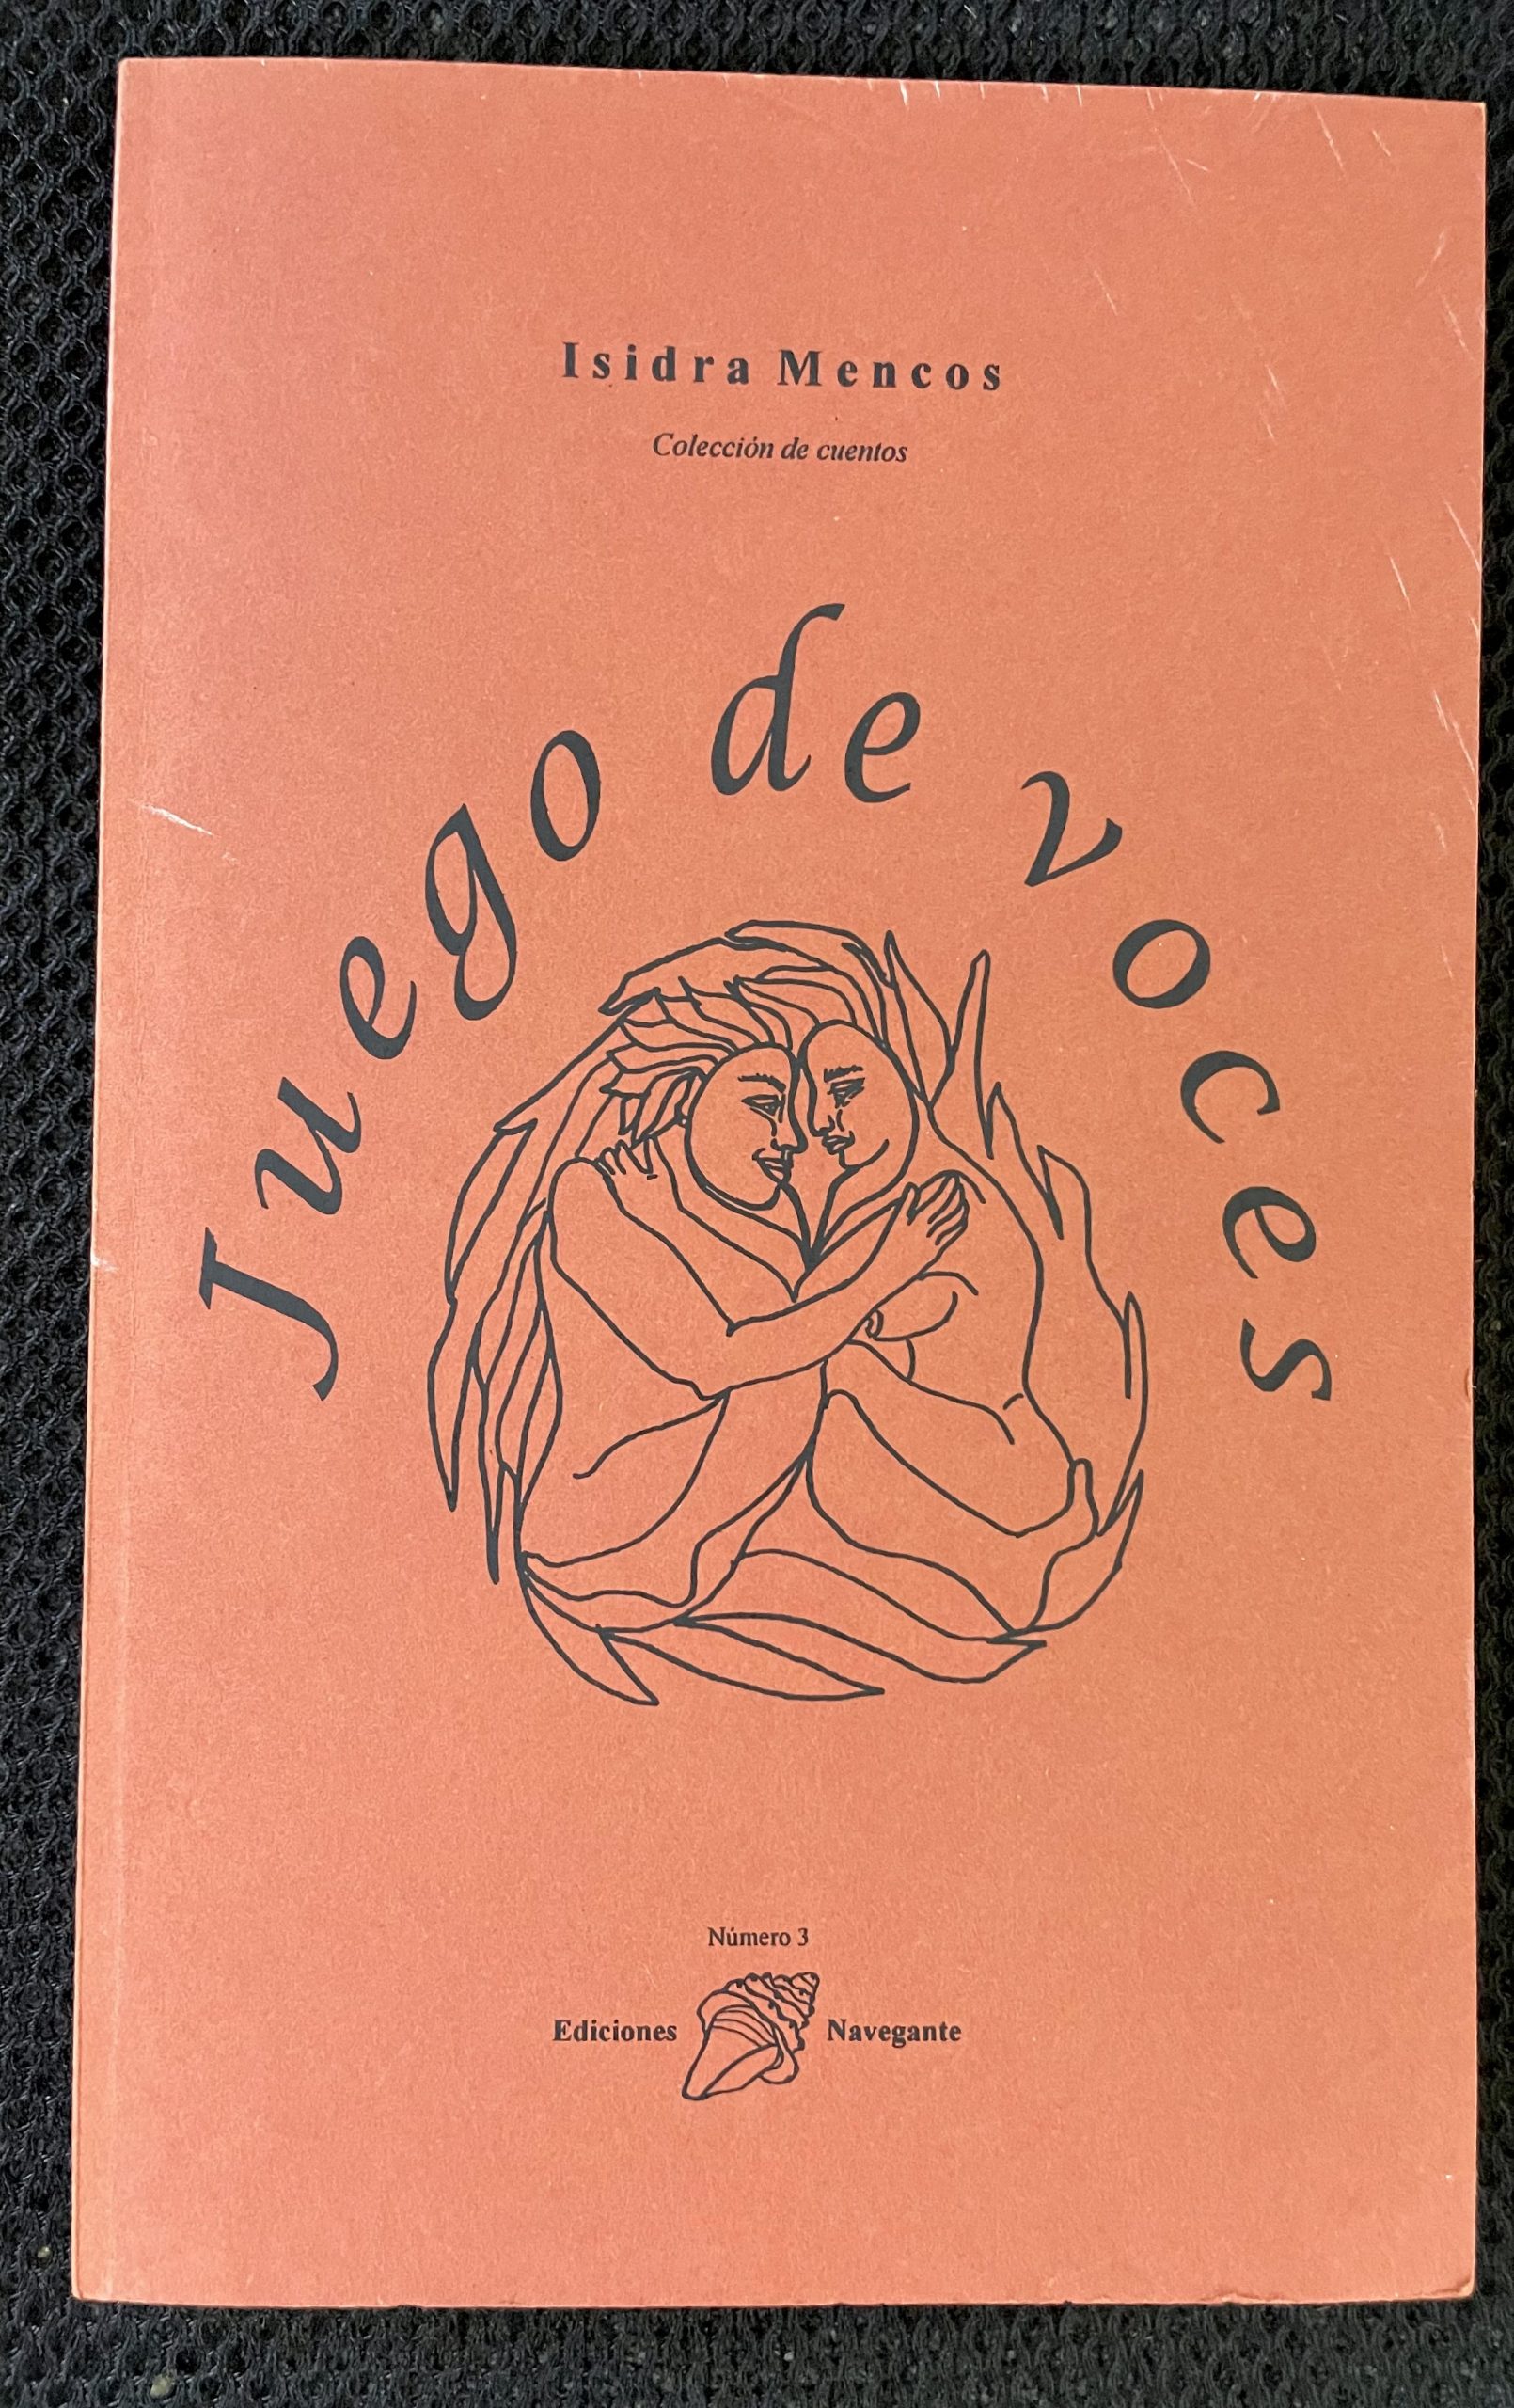 Isidra Mencos
Colección de cuentos
Juego de voces
Número 3
Ediciones Navegante